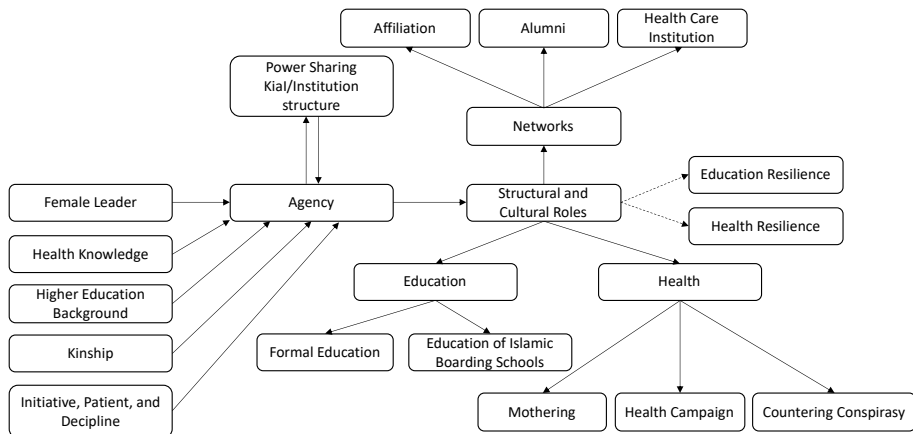 Affiliation
Alumni
Health Care
Institution
Power Sharing
Kial/Institution
structure
Networks
Female Leader
Agency
Structural and
Cultural Roles
Education Resilience
Health Resilience
Health Knowledge
Higher Education
Background
Education
Health
Kinship
Formal Education
Education of Islamic
Boarding Schools
Initiative, Patient, and
Decipline
Mothering
Health Campaign
Countering Conspirasy